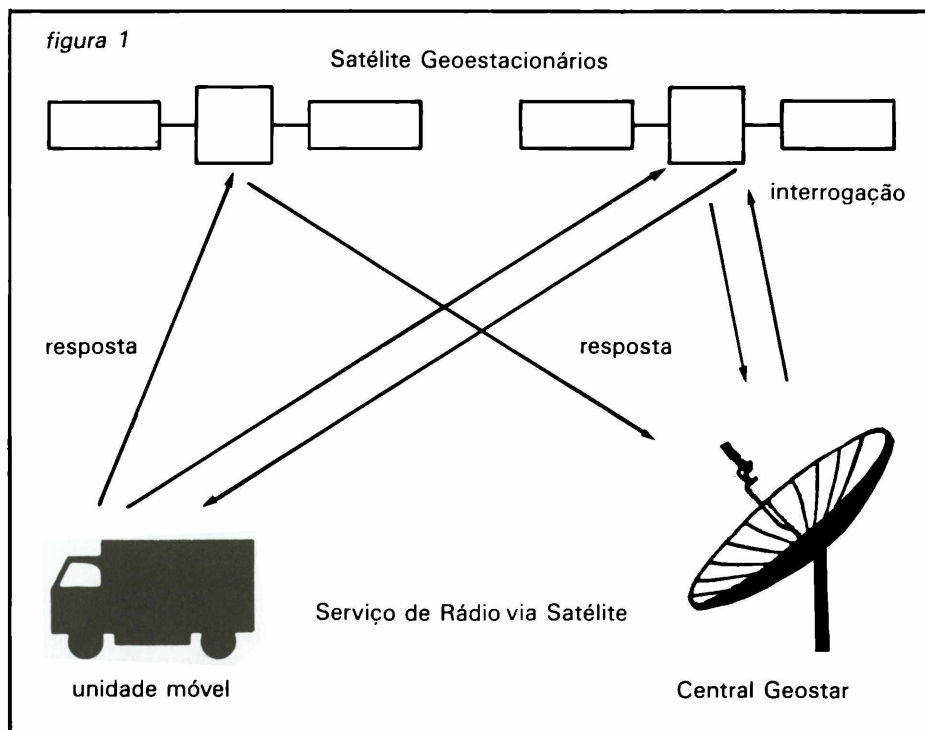 figura 1
Satélite Geoestacionários
interrogação
resposta
resposta
Serviço de Rádio via Satélite
unidade móvel
Central Geostar